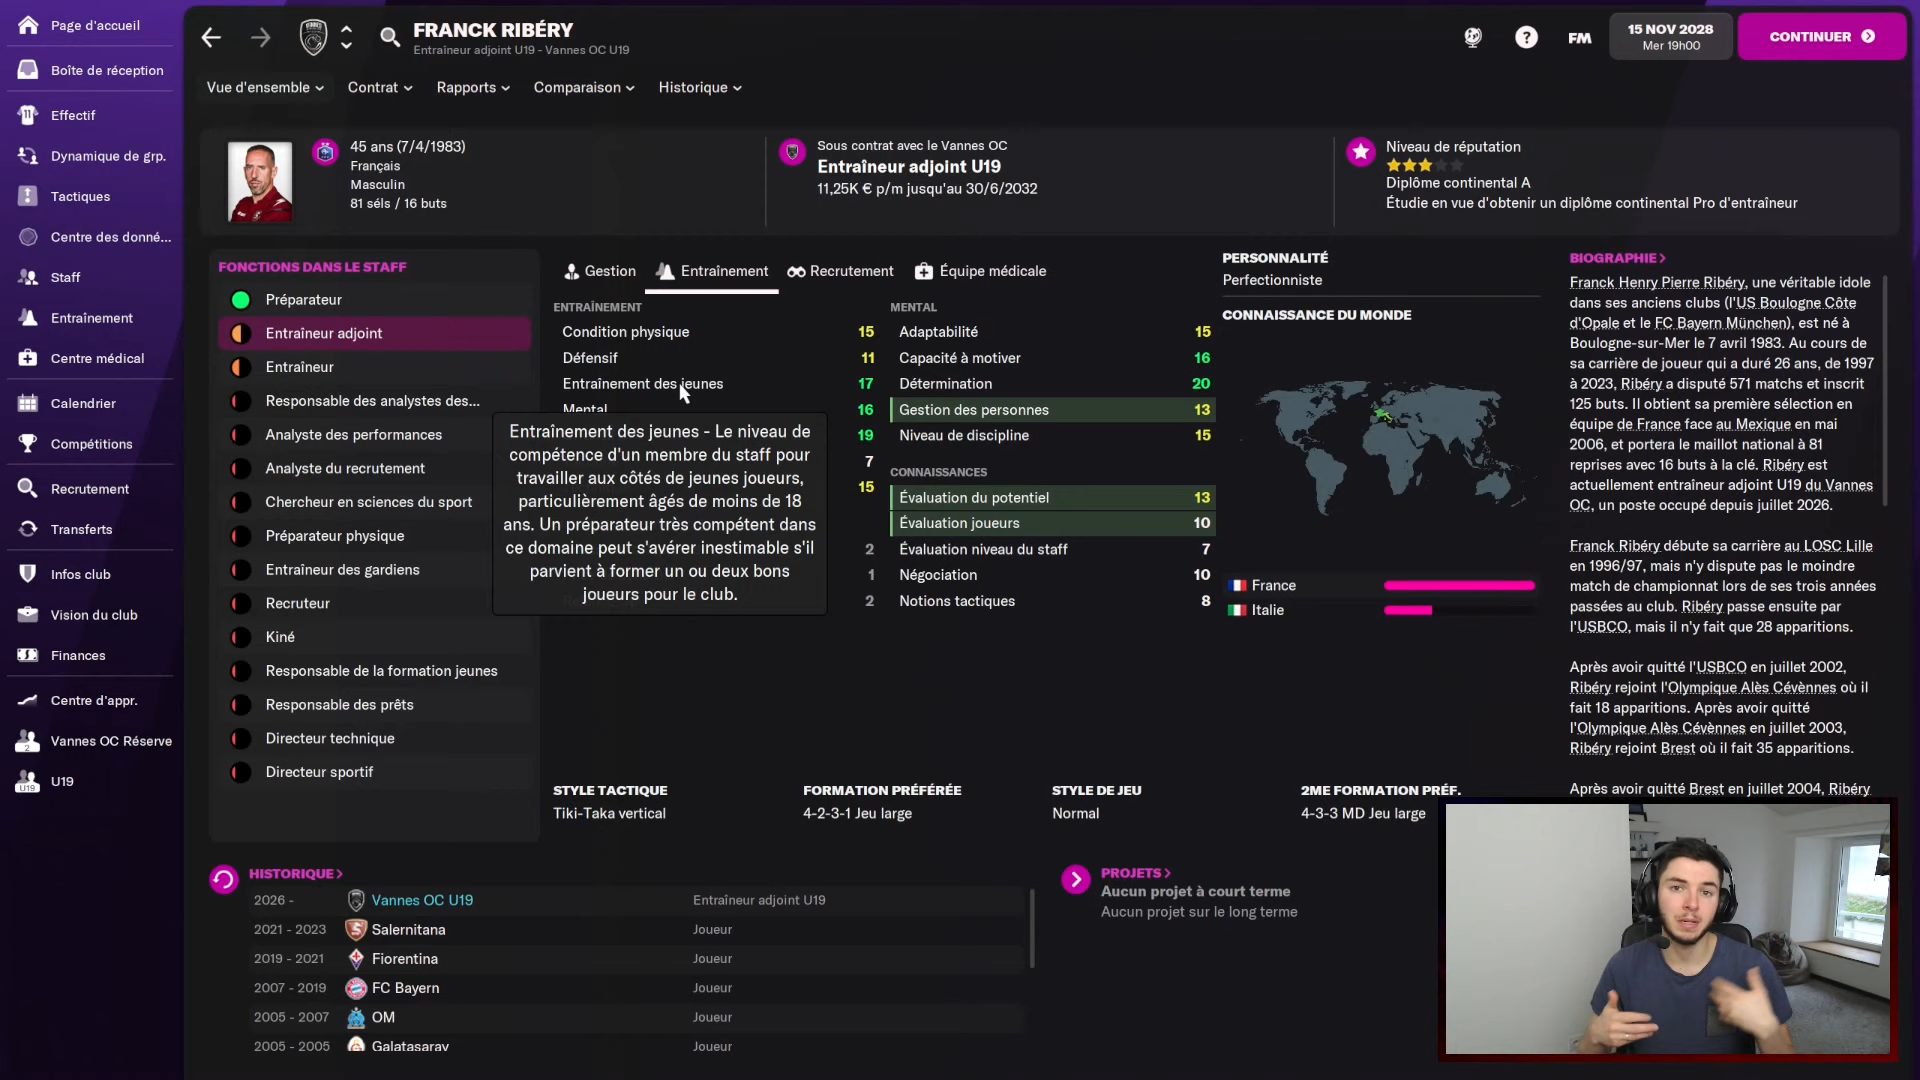 Page d'accueil
Boîte de réception
Effectif
Dynamique de grp.
Tactiques
Centre des donné...
Staff
Entraînement
Centre médical
Calendrier
Compétitions
Recrutement
Transferts
Infos club
Vision du club
Finances
Centre d'appr.
Vannes OC Réserve
U19
FRANCK RIBÉRY
Entraîneur adjoint U19 - Vannes OC U19
FM
15 NOV 2028
Mer 19h00
CONTINUER
Vue d'ensemble
Contrat
Rapports
Comparaison
Historique
45 ans (7/4/1983)
Français
Masculin
81 séls / 16 buts
Sous contrat avec le Vannes OC
Entraîneur adjoint U19
11,25K € p/m jusqu'au 30/6/2032
Niveau de réputation
Diplôme continental A
Étudie en vue d'obtenir un diplôme continental Pro d'entraîneur
FONCTIONS DANS LE STAFF
Préparateur
Entraîneur adjoint
Entraîneur
Responsable des analystes des...
Analyste des performances
Analyste du recrutement
Chercheur en sciences du sport
Préparateur physique
Entraîneur des gardiens
Recruteur
Kiné
Responsable de la formation jeunes
Responsable des prêts
Directeur technique
Directeur sportif
Gestion
Entraînement
Recrutement
Équipe médicale
ENTRAÎNEMENT
Condition physique 15
Défensif 11
Entraînement des jeunes 17
Mental 16
19
7
15
2
1
2
Entraînement des jeunes - Le niveau de
compétence d'un membre du staff pour
travailler aux côtés de jeunes joueurs,
particulièrement âgés de moins de 18
ans. Un préparateur très compétent dans
ce domaine peut s'avérer inestimable s'il
parvient à former un ou deux bons
joueurs pour le club.
MENTAL
Adaptabilité 15
Capacité à motiver 16
Détermination 20
Gestion des personnes 13
Niveau de discipline 15
CONNAISSANCES
Évaluation du potentiel 13
Évaluation joueurs 10
Évaluation niveau du staff 7
Négociation 10
Notions tactiques 8
PERSONNALITÉ
Perfectionniste
CONNAISSANCE DU MONDE
France
Italie
BIOGRAPHIE
Franck Henry Pierre Ribéry, une véritable idole
dans ses anciens clubs (l'US Boulogne Côte
d'Opale et le FC Bayern München), est né à
Boulogne-sur-Mer le 7 avril 1983. Au cours de
sa carrière de joueur qui a duré 26 ans, de 1997
à 2023, Ribéry a disputé 571 matchs et inscrit
125 buts. Il obtient sa première sélection en
équipe de France face au Mexique en mai
2006, et portera le maillot national à 81
reprises avec 16 buts à la clé. Ribéry est
actuellement entraîneur adjoint U19 du Vannes
OC, un poste occupé depuis juillet 2026.
Franck Ribéry débute sa carrière au LOSC Lille
en 1996/97, mais n'y dispute pas le moindre
match de championnat lors de ses trois années
passées au club. Ribéry passe ensuite par
l'USBCO, mais il n'y fait que 28 apparitions.
Après avoir quitté l'USBCO en juillet 2002,
Ribéry rejoint l'Olympique Alès Cévènnes où il
fait 18 apparitions. Après avoir quitté
l'Olympique Alès Cévènnes en juillet 2003,
Ribéry rejoint Brest où il fait 35 apparitions.
Après avoir quitté Brest en juillet 2004, Ribéry
STYLE TACTIQUE
Tiki-Taka vertical
FORMATION PRÉFÉRÉE
4-2-3-1 Jeu large
STYLE DE JEU
Normal
2ME FORMATION PRÉF.
4-3-3 MD Jeu large
HISTORIQUE
2026 - Vannes OC U19 Entraîneur adjoint U19
2021 - 2023 Salernitana Joueur
2019 - 2021 Fiorentina Joueur
2007 - 2019 FC Bayern Joueur
2005 - 2007 OM Joueur
2005 - 2005 Galatasaray Joueur
PROJETS
Aucun projet à court terme
Aucun projet sur le long terme